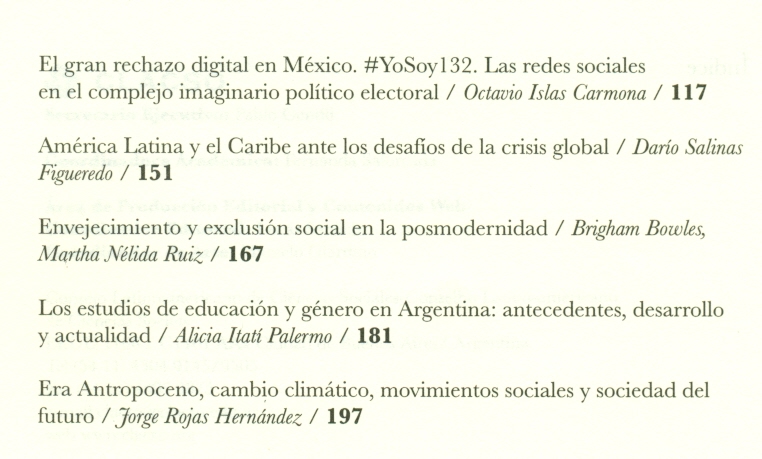 El gran rechazo digital en México. #YoSoy132. Las redes sociales
en el complejo imaginario político electoral / Octavio Islas Carmona / 117
América Latina y el Caribe ante los desafíos de la crisis global / Darío Salinas
Figueredo / 151
Envejecimiento y exclusión social en la posmodernidad / Brigham Bowles,
Martha Nélida Ruiz / 167
Los estudios de educación y género en Argentina: antecedentes, desarrollo
y actualidad / Alicia Itatí Palermo / 181
Era Antropoceno, cambio climático, movimientos sociales y sociedad del
futuro / Jorge Rojas Hernández / 197